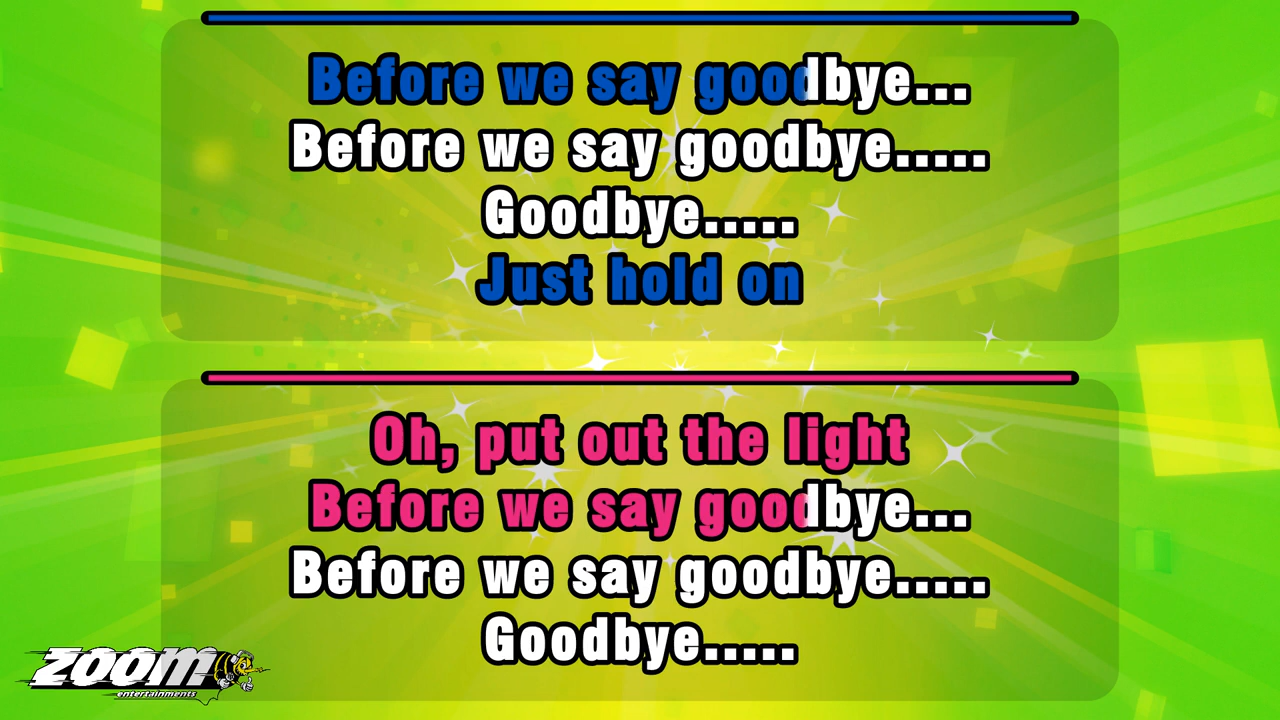 Before we say goodbye...
Before we say goodbye.....
Goodbye.....
Just hold on
Oh, put out the light
Before we say goodbye...
Before we say goodbye.....
Goodbye.....
zoom
entertainments